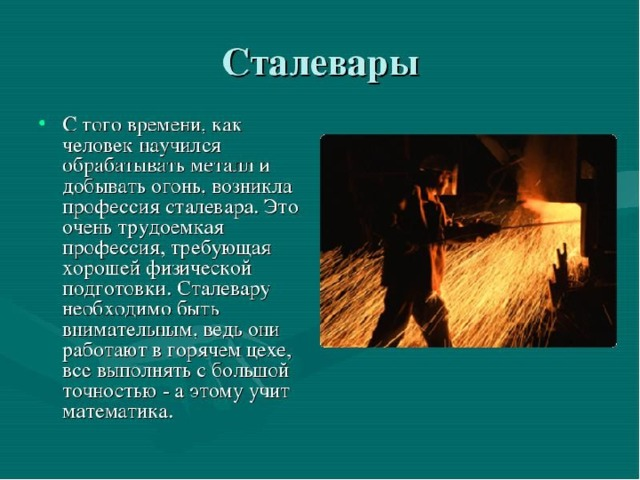 Сталевары
• С того времени, как
человек научился
обрабатывать металл и
добывать огонь. возникла
профессия сталевара. Это
очень трудоемкая
профессия, требующая
хорошей физической
подготовки. Сталевару
необходимо быть
внимательным, ведь они
работают в горячем цехе,
все выполнять с большой
точностью - а этому учит
математика.